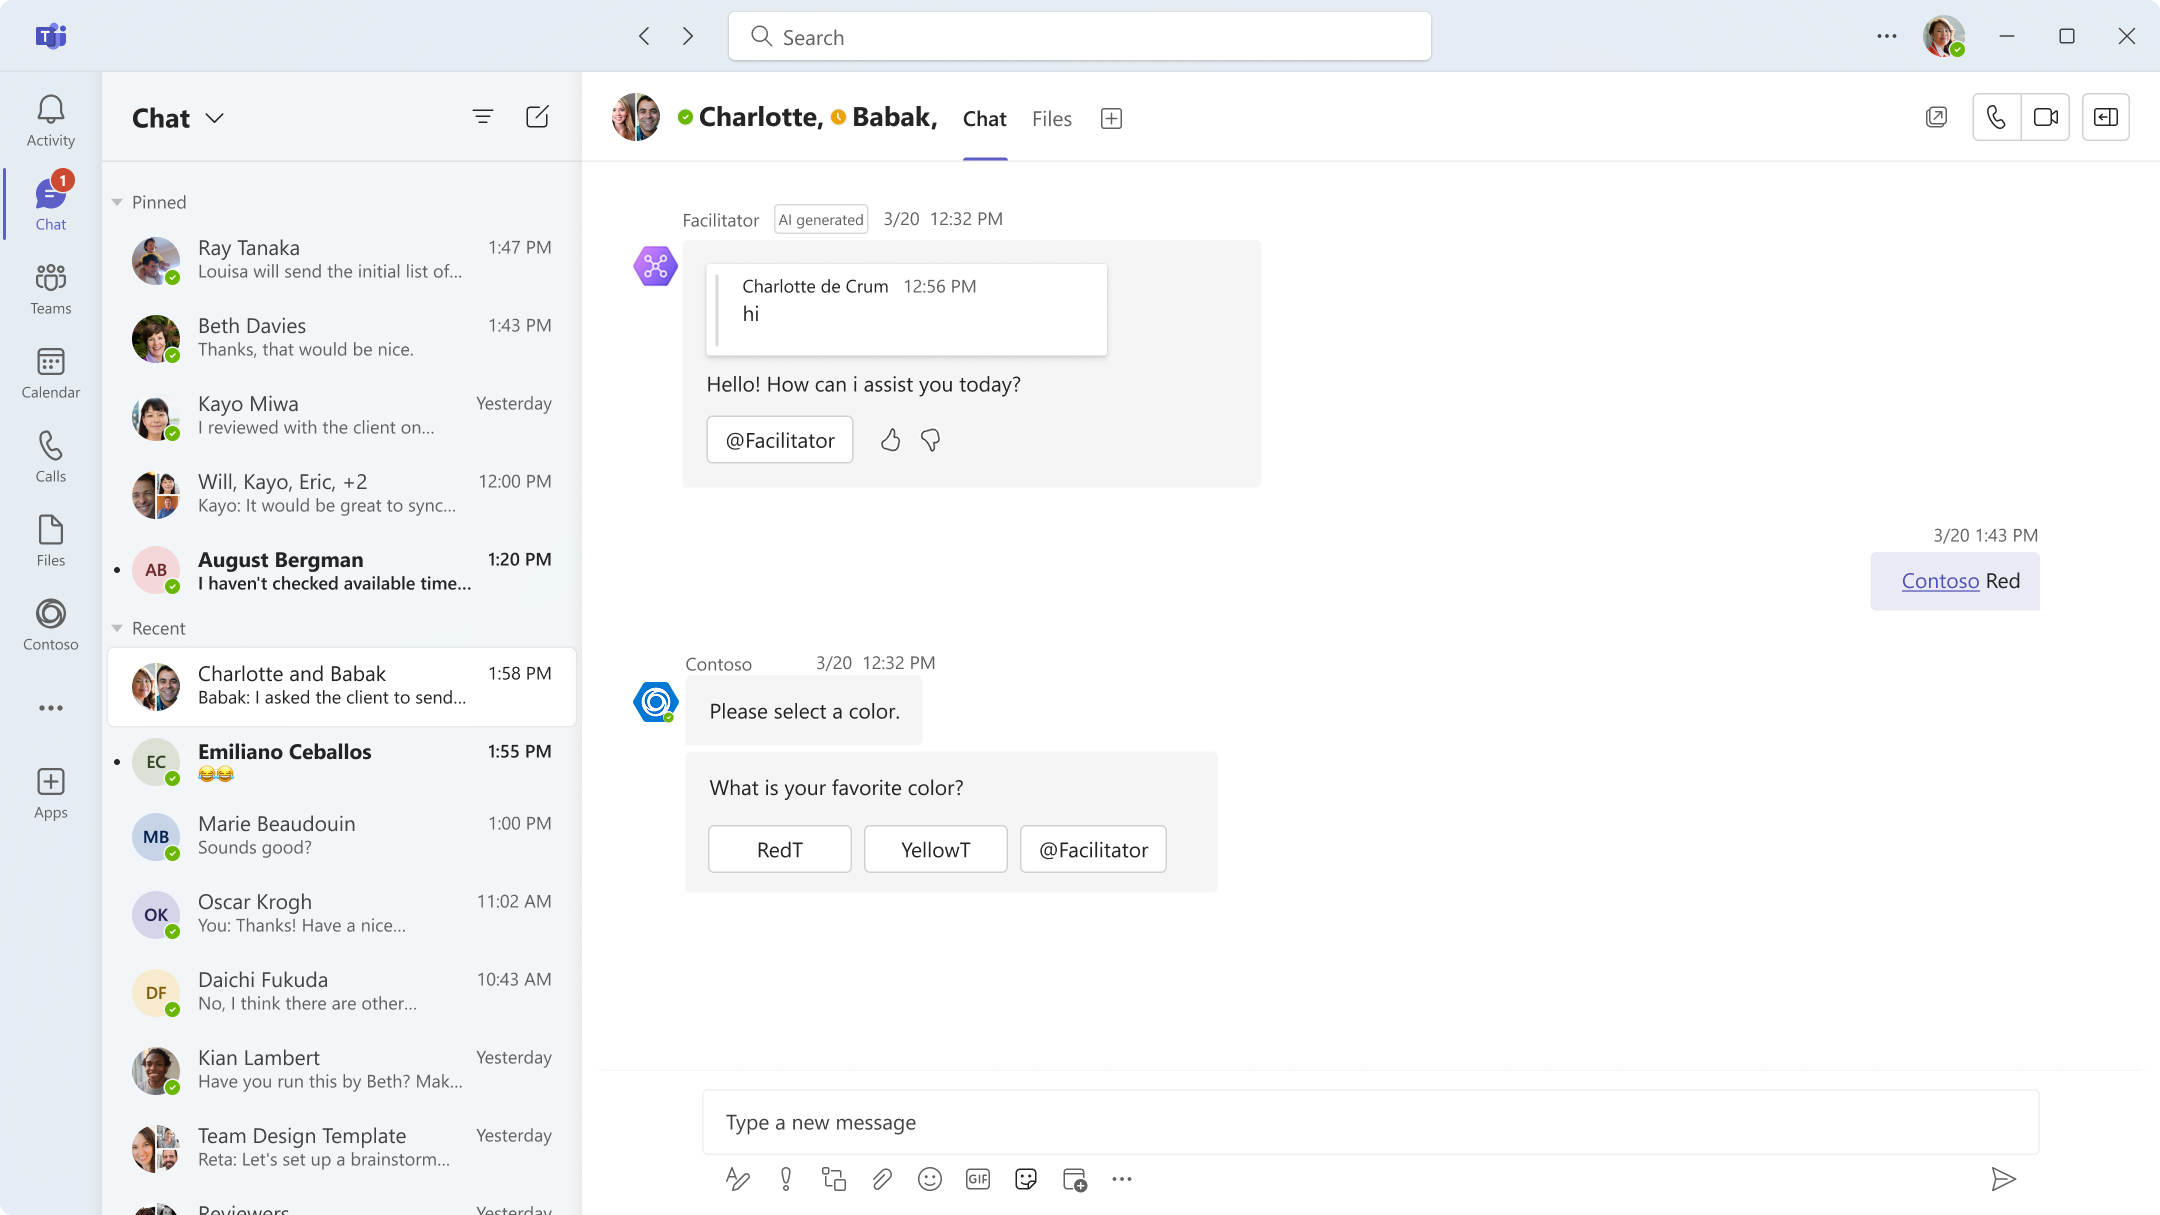 Search
Activity
1
Chat
Teams
Calendar
Calls
Files
Contoso
Apps
Chat
Pinned
Ray Tanaka 1:47 PM
Louisa will send the initial list of...
Beth Davies 1:43 PM
Thanks, that would be nice.
Kayo Miwa Yesterday
I reviewed with the client on...
Will, Kayo, Eric, +2 12:00 PM
Kayo: It would be great to sync...
AB
August Bergman 1:20 PM
I haven't checked available time...
Recent
Charlotte and Babak 1:58 PM
Babak: I asked the client to send...
EC
Emiliano Ceballos 1:55 PM
😂😂
MB
Marie Beaudouin 1:00 PM
Sounds good?
OK
Oscar Krogh 11:02 AM
You: Thanks! Have a nice...
DF
Daichi Fukuda 10:43 AM
No, I think there are other...
Kian Lambert Yesterday
Have you run this by Beth? Mak...
Team Design Template Yesterday
Reta: Let's set up a brainstorm...
Reviewers Yesterday
Charlotte, Babak, Chat Files
Facilitator AI generated 3/20 12:32 PM
Charlotte de Crum 12:56 PM
hi
Hello! How can i assist you today?
@Facilitator
3/20 1:43 PM
Contoso Red
Contoso 3/20 12:32 PM
Please select a color.
What is your favorite color?
RedT YellowT @Facilitator
Type a new message
GIF